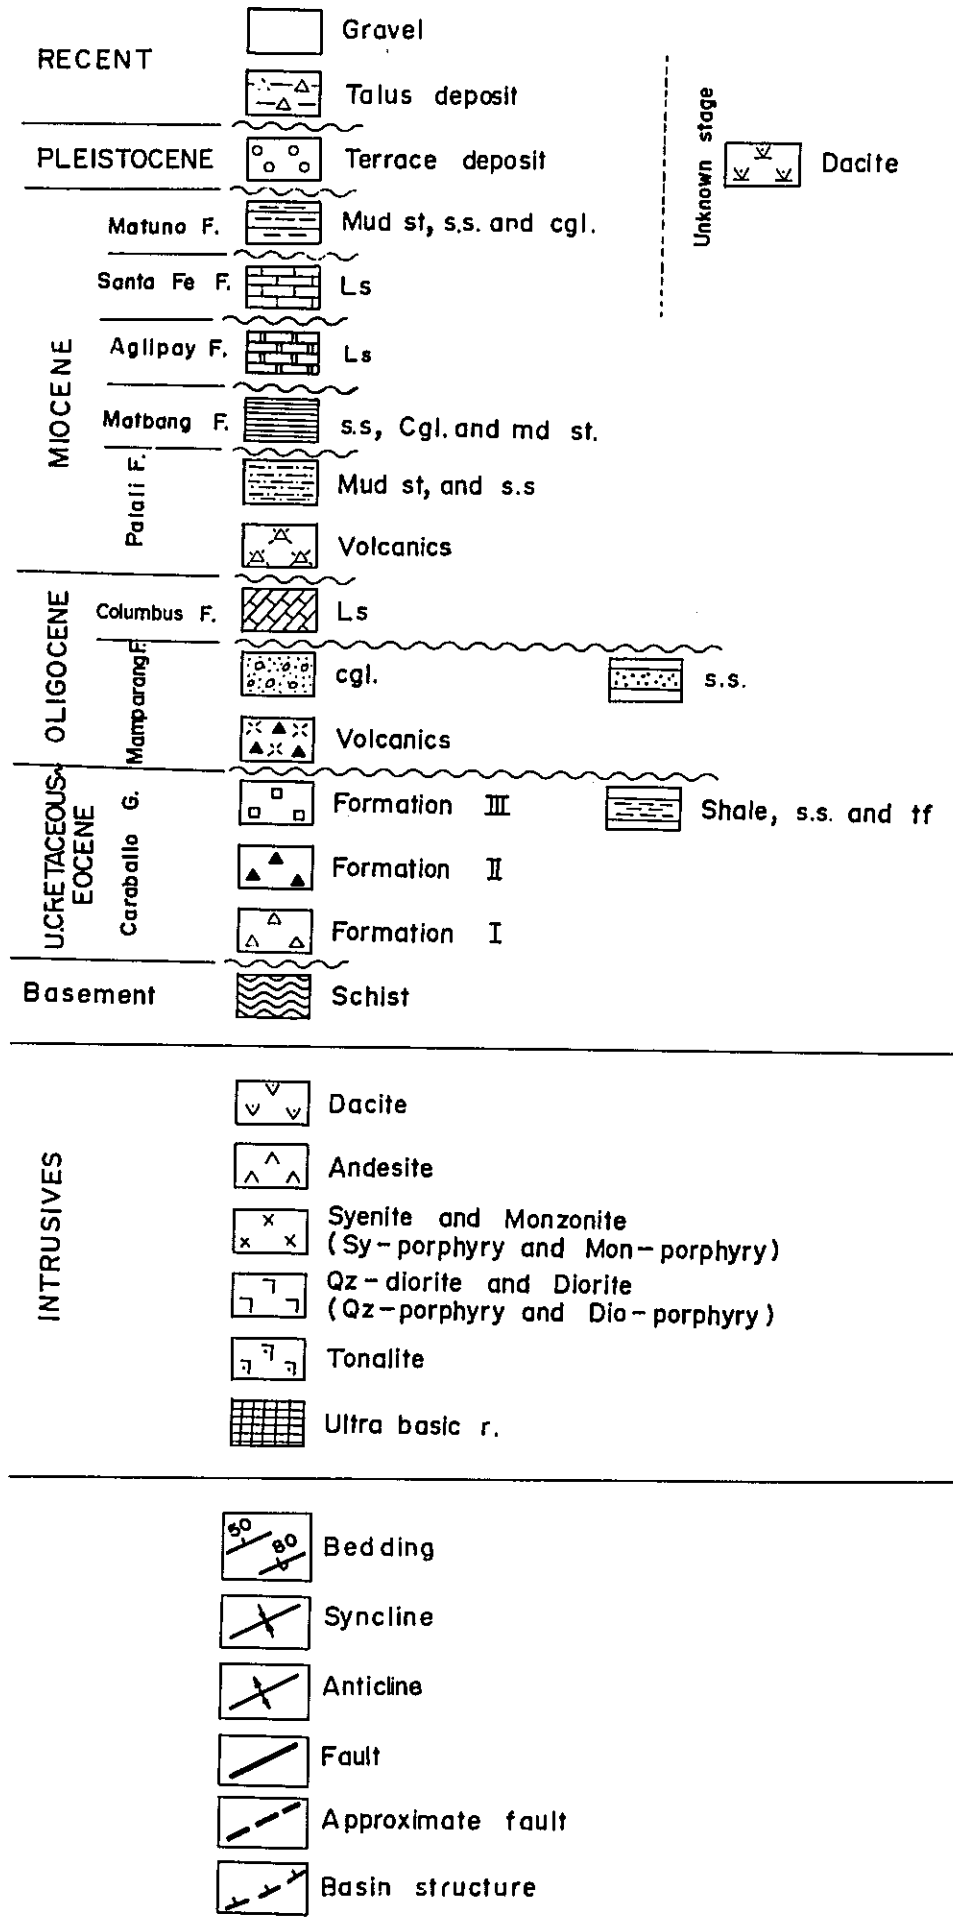 Gravel
RECENT
Talus deposit
PLEISTOCENE
Terrace deposit
Unknown stage
Dacite
MIOCENE
Matuno F.
Mud st, s.s. and cgl.
Santa Fe F.
Ls
Aglipay F.
Ls
Matbang F.
s.s, Cgl. and md st.
Palali F.
Mud st, and s.s
Volcanics
OLIGOCENE
Columbus F.
Ls
Mamparang F.
cgl.
s.s.
Volcanics
U.CRETACEOUS~
EOCENE
Caraballo G.
Formation III
Shale, s.s. and tf
Formation II
Formation I
Basement
Schist
INTRUSIVES
Dacite
Andesite
Syenite and Monzonite
(Sy-porphyry and Mon-porphyry)
Qz-diorite and Diorite
(Qz-porphyry and Dio-porphyry)
Tonalite
Ultra basic r.
50
80
Bedding
Syncline
Anticline
Fault
Approximate fault
Basin structure